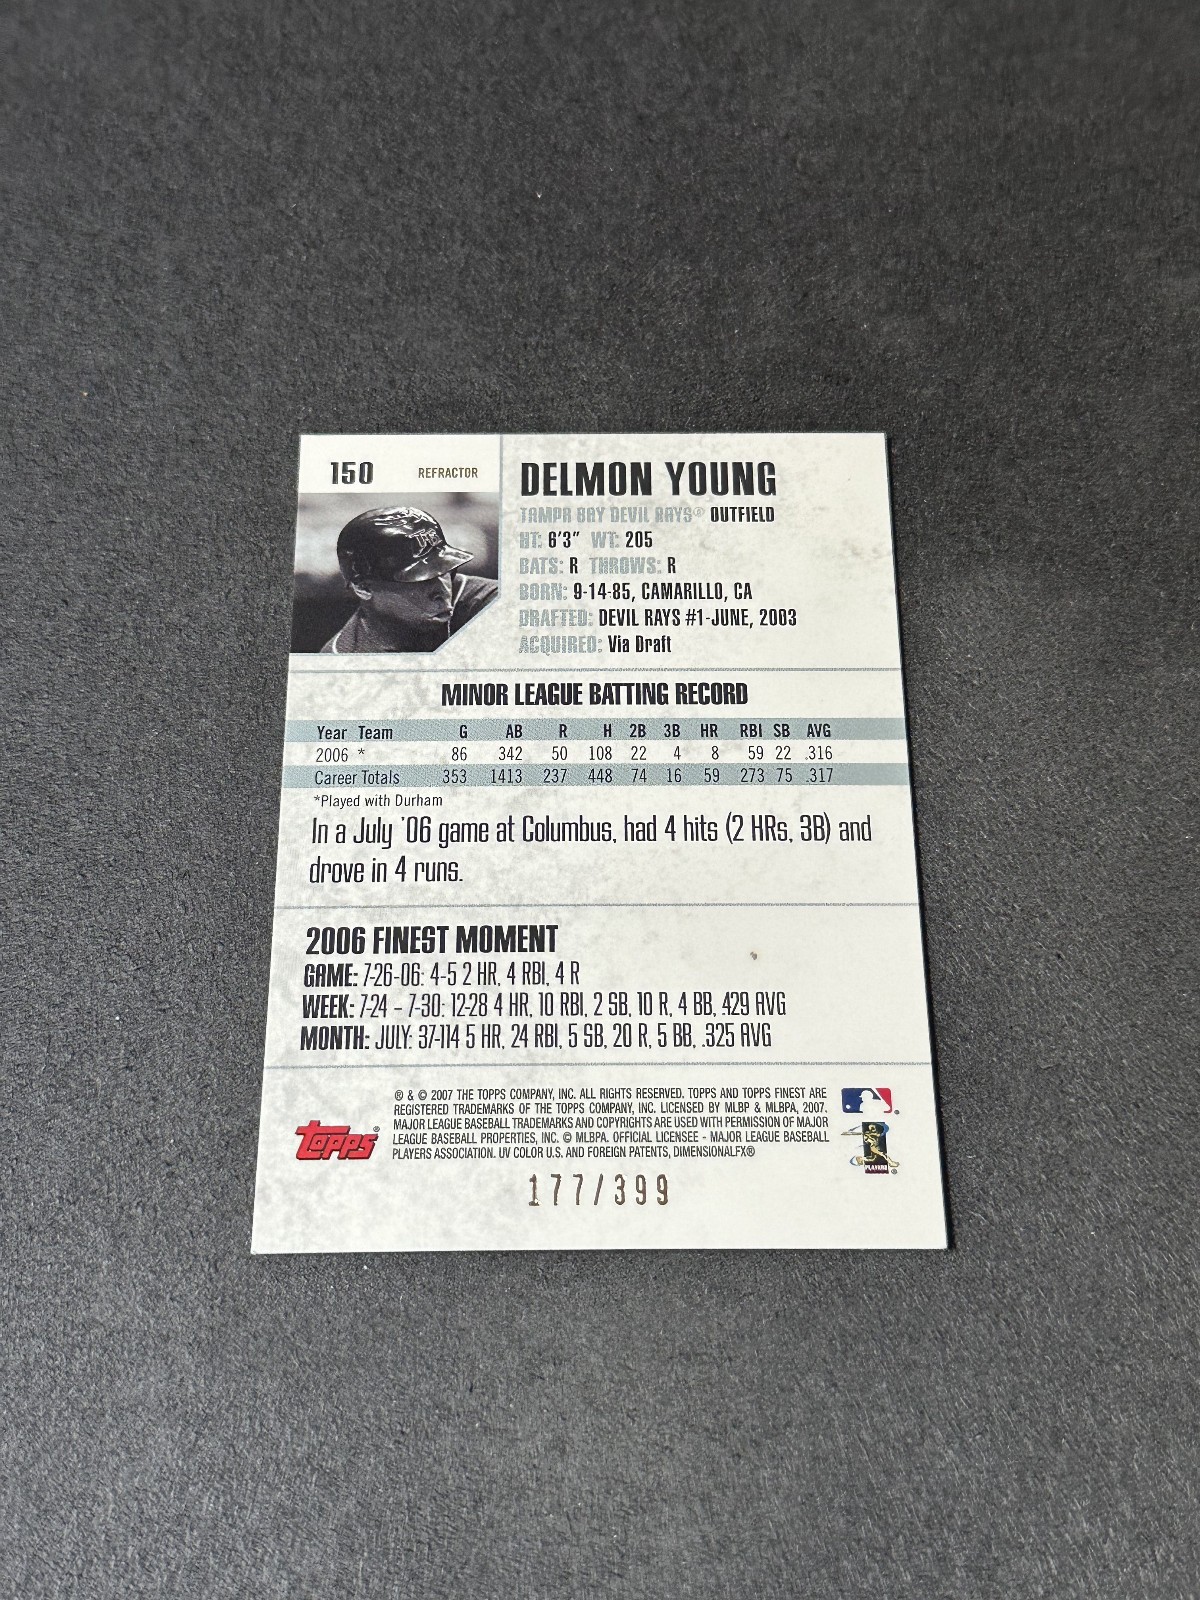 150 REFRACTOR
DELMON YOUNG
TAMPA BAY DEVIL RAYS® OUTFIELD
HT: 6'3" WT: 205
BATS: R THROWS: R
BORN: 9-14-85, CAMARILLO, CA
DRAFTED: DEVIL RAYS #1-JUNE, 2003
ACQUIRED: Via Draft
MINOR LEAGUE BATTING RECORD
Year Team G AB R H 2B 3B HR RBI SB AVG
2006 * 86 342 50 108 22 4 8 59 22 .316
Career Totals 353 1413 237 448 74 16 59 273 75 .317
*Played with Durham
In a July '06 game at Columbus, had 4 hits (2 HRs, 3B) and
drove in 4 runs.
2006 FINEST MOMENT
GAME: 7-26-06: 4-5 2 HR, 4 RBI, 4 R
WEEK: 7-24 – 7-30: 12-28 4 HR, 10 RBI, 2 SB, 10 R, 4 BB, .429 AVG
MONTH: JULY: 37-114 5 HR, 24 RBI, 5 SB, 20 R, 5 BB, .325 AVG
® & © 2007 THE TOPPS COMPANY, INC. ALL RIGHTS RESERVED. TOPPS AND TOPPS FINEST ARE
REGISTERED TRADEMARKS OF THE TOPPS COMPANY, INC. LICENSED BY MLBP & MLBPA, 2007.
MAJOR LEAGUE BASEBALL TRADEMARKS AND COPYRIGHTS ARE USED WITH PERMISSION OF MAJOR
LEAGUE BASEBALL PROPERTIES, INC. © MLBPA. OFFICIAL LICENSEE - MAJOR LEAGUE BASEBALL
PLAYERS ASSOCIATION. UV COLOR U.S. AND FOREIGN PATENTS, DIMENSIONALFX®
Topps®
PLAYERS
177/399